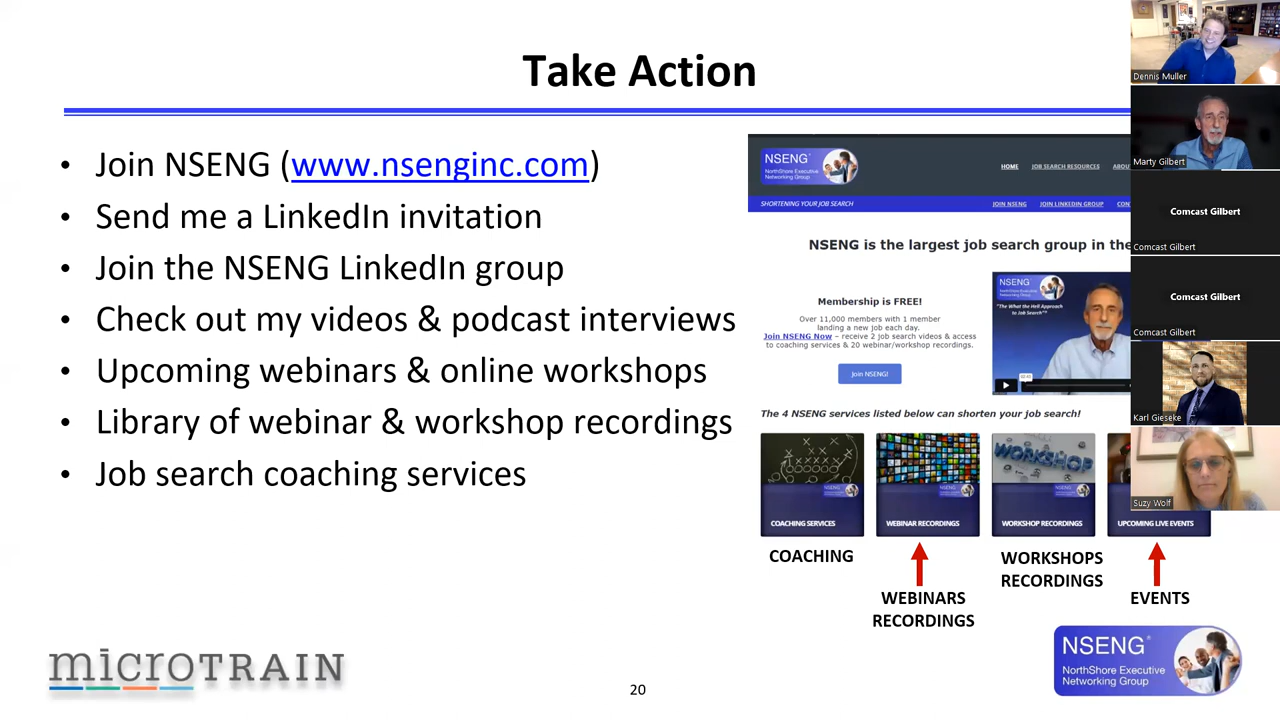 Take Action
• Join NSENG (www.nsenginc.com)
• Send me a LinkedIn invitation
• Join the NSENG LinkedIn group
• Check out my videos & podcast interviews
• Upcoming webinars & online workshops
• Library of webinar & workshop recordings
• Job search coaching services
NSENG
NorthShore Executive
Networking Group
HOME JOB SEARCH RESOURCES ABOU
SHORTENING YOUR JOB SEARCH
JOIN NSENG JOIN LINKEDIN GROUP CON
NSENG is the largest job search group in the
Membership is FREE!
Over 11,000 members with 1 member
landing a new job each day.
Join NSENG Now – receive 2 job search videos & access
to coaching services & 20 webinar/workshop recordings.
Join NSENG!
NSENG
"The What the Hell Approach
to Job Search"
The 4 NSENG services listed below can shorten your job search!
WORKSHOP
COACHING SERVICES
WEBINAR RECORDINGS
WORKSHOP RECORDINGS
UPCOMING LIVE EVENTS
COACHING
WEBINARS
RECORDINGS
WORKSHOPS
RECORDINGS
EVENTS
Dennis Muller
Marty Gilbert
Comcast Gilbert
Comcast Gilbert
Comcast Gilbert
Comcast Gilbert
Karl Gieseke
Suzy Wolf
microTRAIN
20
NSENG®
NorthShore Executive
Networking Group